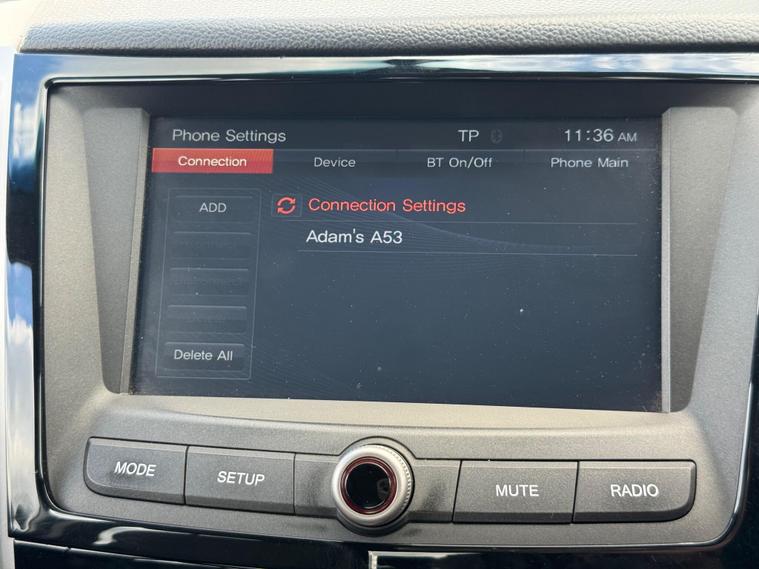 Phone Settings TP 11:36 AM
Connection Device BT On/Off Phone Main
ADD
Connection Settings
Adam's A53
Delete All
MODE SETUP MUTE RADIO